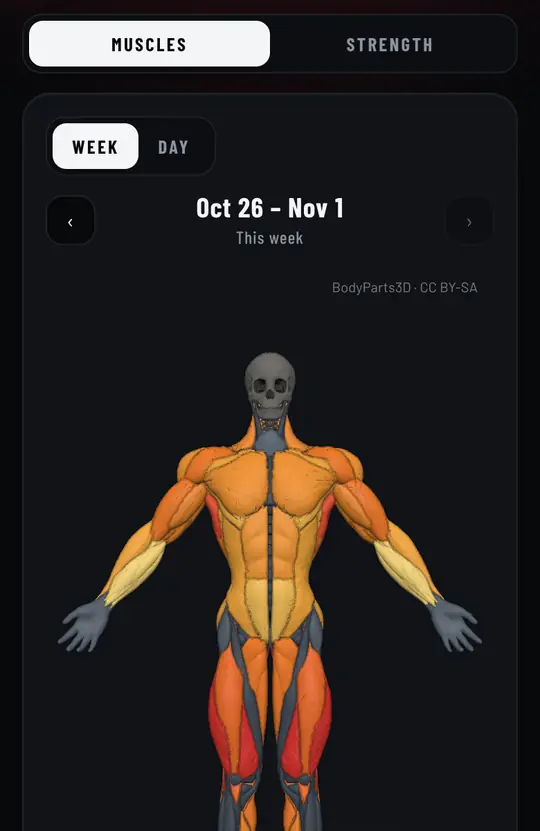 MUSCLES
STRENGTH
WEEK
DAY
‹
Oct 26 – Nov 1
›
This week
BodyParts3D · CC BY-SA